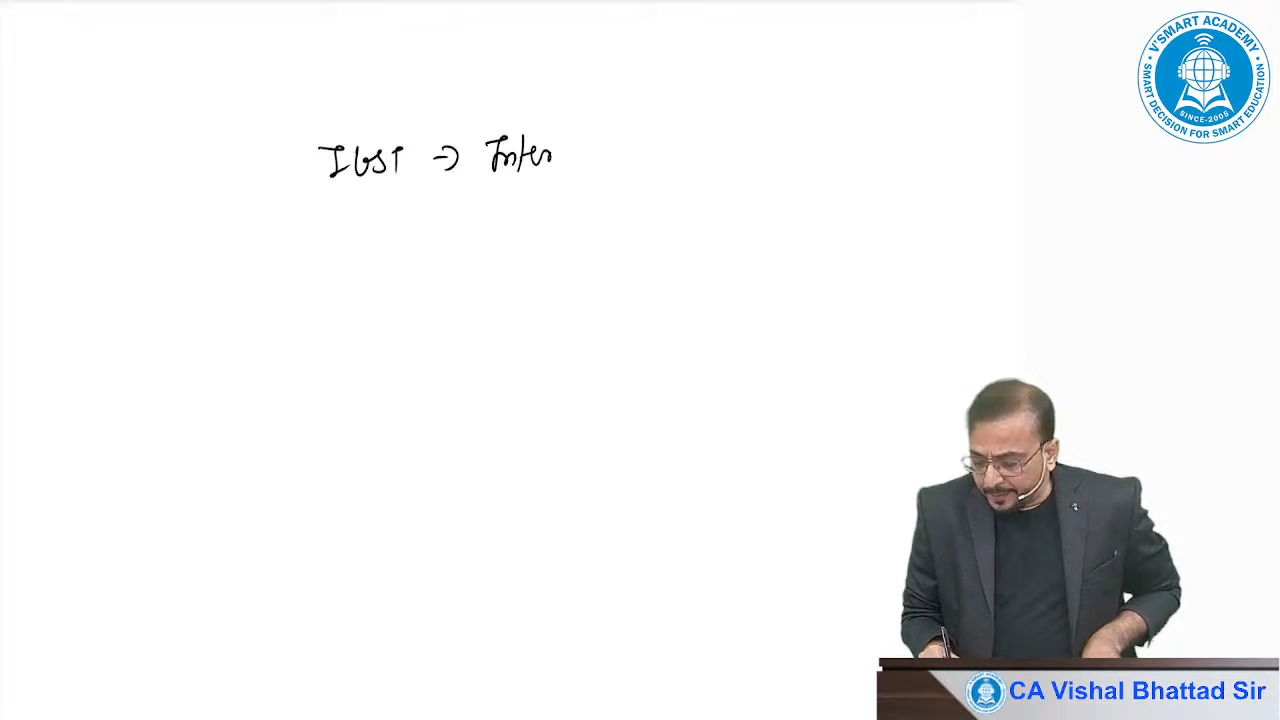 V'SMART ACADEMY
SMART DECISION FOR SMART EDUCATION
SINCE-2005
IGST → Inter
CA Vishal Bhattad Sir